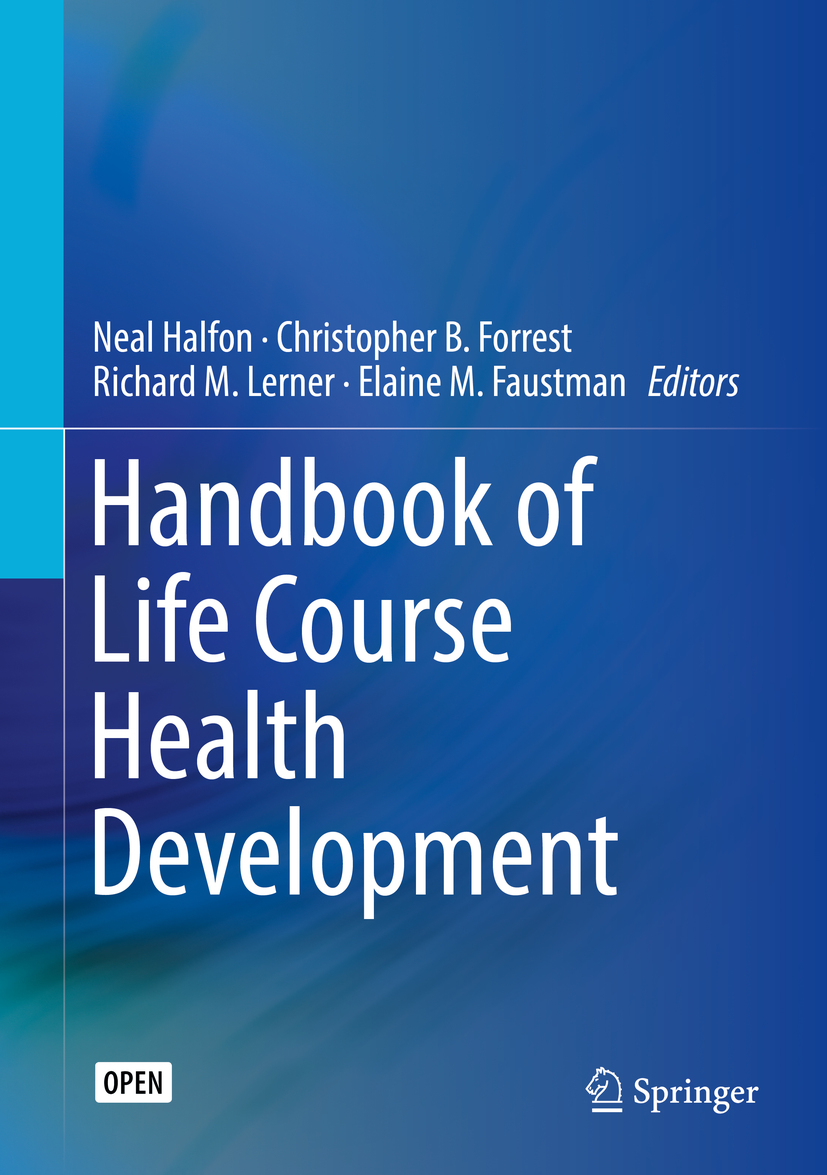 Neal Halfon · Christopher B. Forrest
Richard M. Lerner · Elaine M. Faustman Editors
Handbook of
Life Course
Health
Development
OPEN
Springer